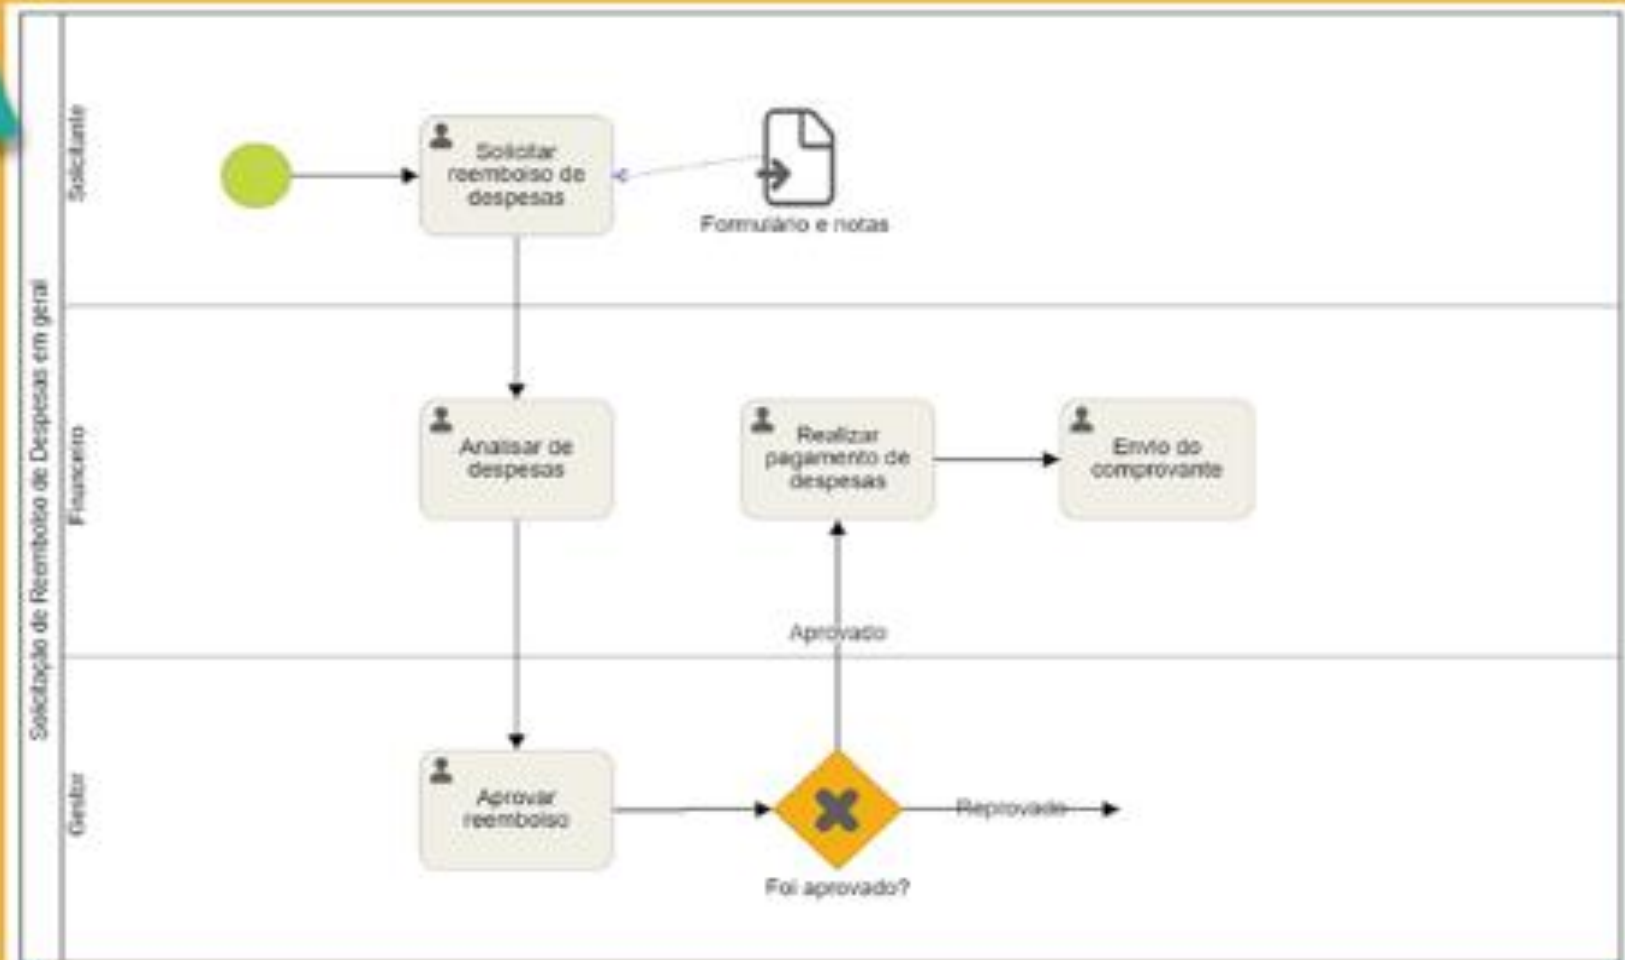 Solicitação de Reembolso de Despesas em geral
Solicitante
Solicitar
reembolso de
despesas
Formulário e notas
Financeiro
Analisar de
despesas
Realizar
pagamento de
despesas
Envio do
comprovante
Aprovado
Gestor
Aprovar
reembolso
Reprovado
Foi aprovado?